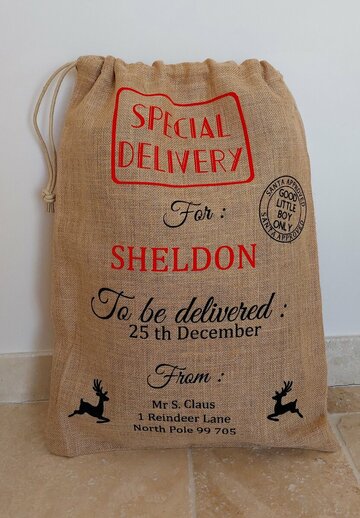 SPECIAL
DELIVERY
For :
SANTA APPROVED
GOOD
LITTLE
BOY
ONLY
SANTA APPROVED
SHELDON
To be delivered :
25 th December
From :
Mr S. Claus
1 Reindeer Lane
North Pole 99 705